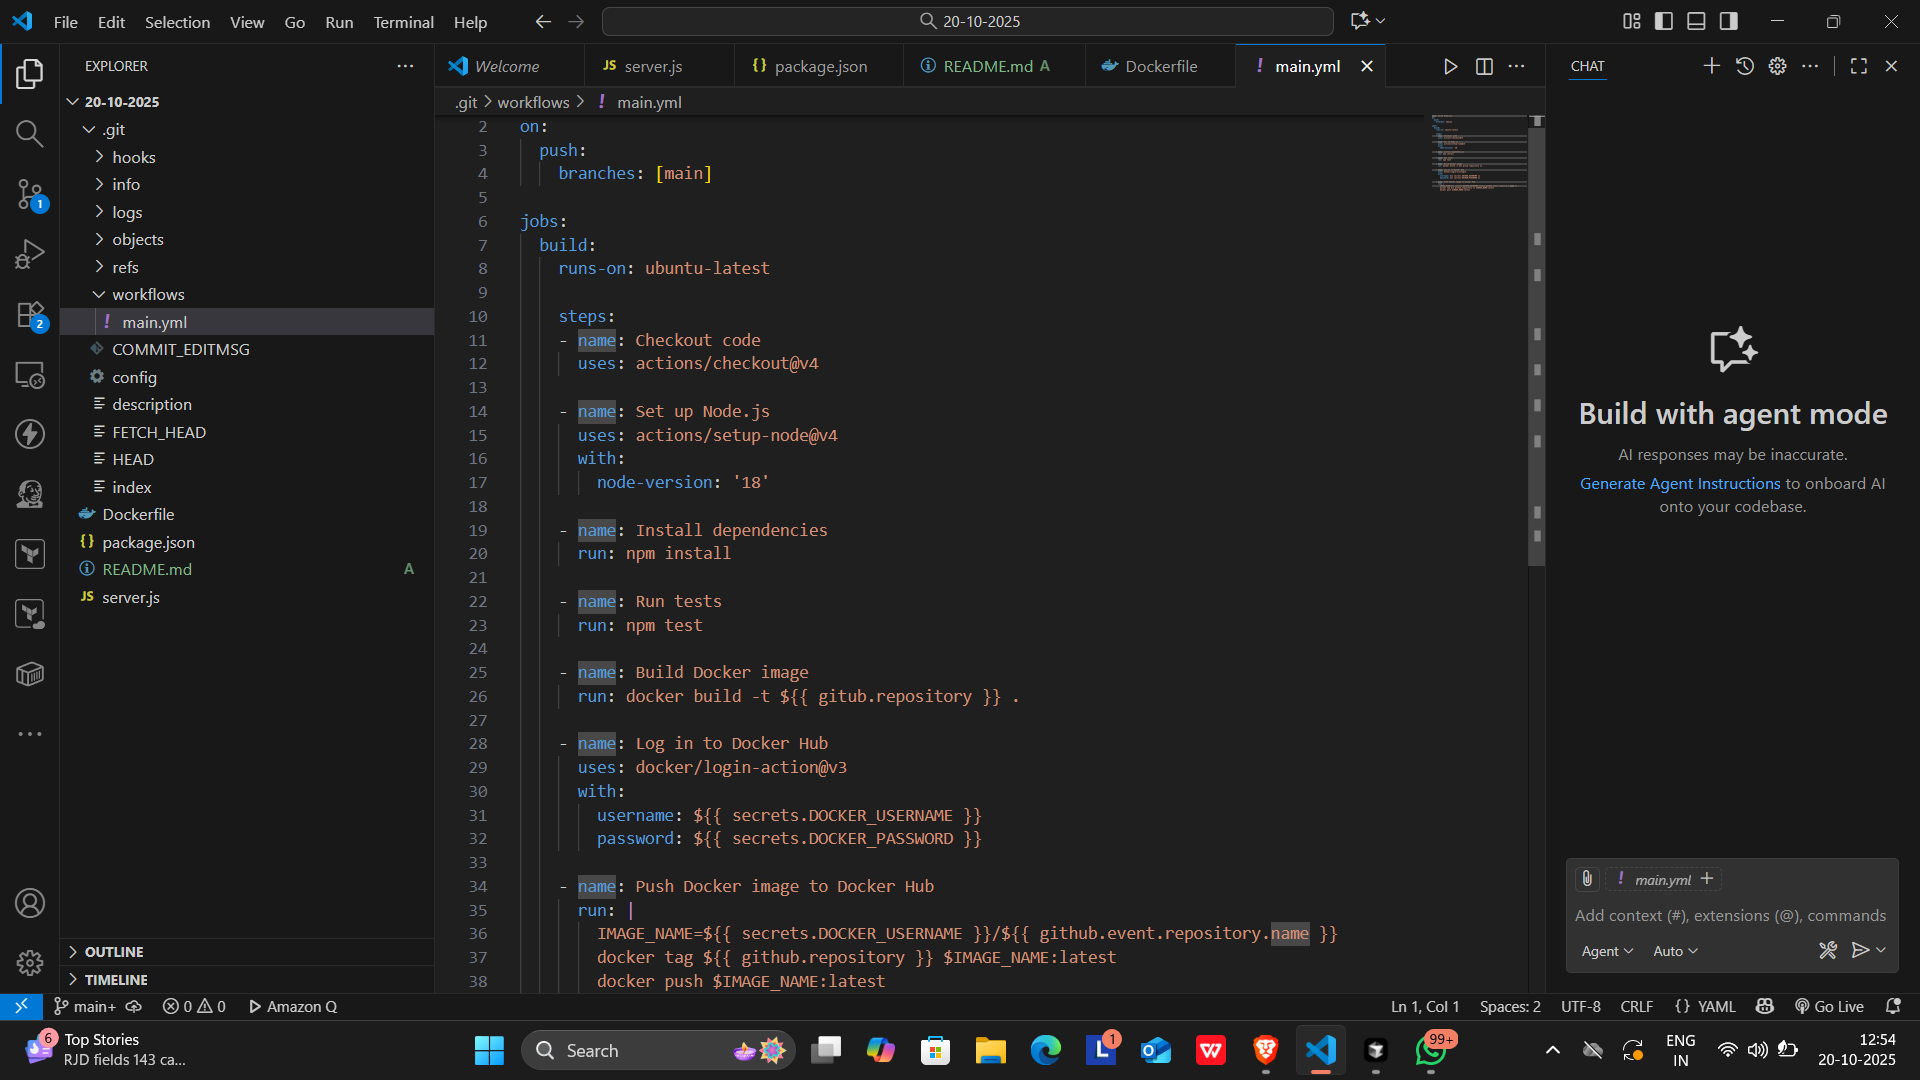 File Edit Selection View Go Run Terminal Help
20-10-2025
EXPLORER
20-10-2025
.git
hooks
info
logs
objects
refs
workflows
! main.yml
COMMIT_EDITMSG
config
description
FETCH_HEAD
HEAD
index
Dockerfile
{} package.json
README.md A
JS server.js
OUTLINE
TIMELINE
1
2
Welcome
JS server.js
{} package.json
README.md A
Dockerfile
! main.yml
.git > workflows > ! main.yml
2 on:
3 push:
4 branches: [main]
5
6 jobs:
7 build:
8 runs-on: ubuntu-latest
9
10 steps:
11 - name: Checkout code
12 uses: actions/checkout@v4
13
14 - name: Set up Node.js
15 uses: actions/setup-node@v4
16 with:
17 node-version: '18'
18
19 - name: Install dependencies
20 run: npm install
21
22 - name: Run tests
23 run: npm test
24
25 - name: Build Docker image
26 run: docker build -t ${{ gitub.repository }} .
27
28 - name: Log in to Docker Hub
29 uses: docker/login-action@v3
30 with:
31 username: ${{ secrets.DOCKER_USERNAME }}
32 password: ${{ secrets.DOCKER_PASSWORD }}
33
34 - name: Push Docker image to Docker Hub
35 run: |
36 IMAGE_NAME=${{ secrets.DOCKER_USERNAME }}/${{ github.event.repository.name }}
37 docker tag ${{ github.repository }} $IMAGE_NAME:latest
38 docker push $IMAGE_NAME:latest
CHAT
Build with agent mode
AI responses may be inaccurate.
Generate Agent Instructions to onboard AI
onto your codebase.
! main.yml +
Add context (#), extensions (@), commands
Agent Auto
main+ 0 0 Amazon Q
Ln 1, Col 1 Spaces: 2 UTF-8 CRLF {} YAML Go Live
6
Top Stories
RJD fields 143 ca...
Search
L 1
O
W
99+
ENG
IN
12:54
20-10-2025